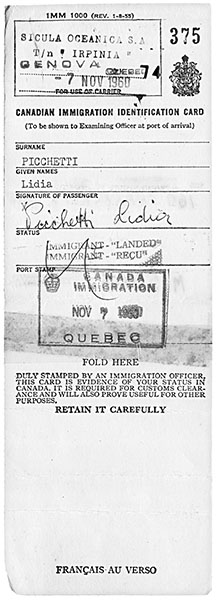 IMM 1000 (REV. 1-8-55)
SICULA OCEANICA S.A
T/n "IRPINIA"
GENOVA
QUEBEC
7 NOV 1960
74
FOR USE OF CARRIER
375
CANADIAN IMMIGRATION IDENTIFICATION CARD
(To be shown to Examining Officer at port of arrival)
SURNAME
PICCHETTI
GIVEN NAMES
Lidia
SIGNATURE OF PASSENGER
Picchetti Lidia
STATUS
IMMIGRANT-"LANDED"
IMMIGRANT-"REÇU"
PORT STAMP
CANADA
IMMIGRATION
NOV 7 1960
QUEBEC
FOLD HERE
DULY STAMPED BY AN IMMIGRATION OFFICER,
THIS CARD IS EVIDENCE OF YOUR STATUS IN
CANADA. IT IS REQUIRED FOR CUSTOMS CLEAR-
ANCE AND WILL ALSO PROVE USEFUL FOR OTHER
PURPOSES.
RETAIN IT CAREFULLY
FRANÇAIS AU VERSO